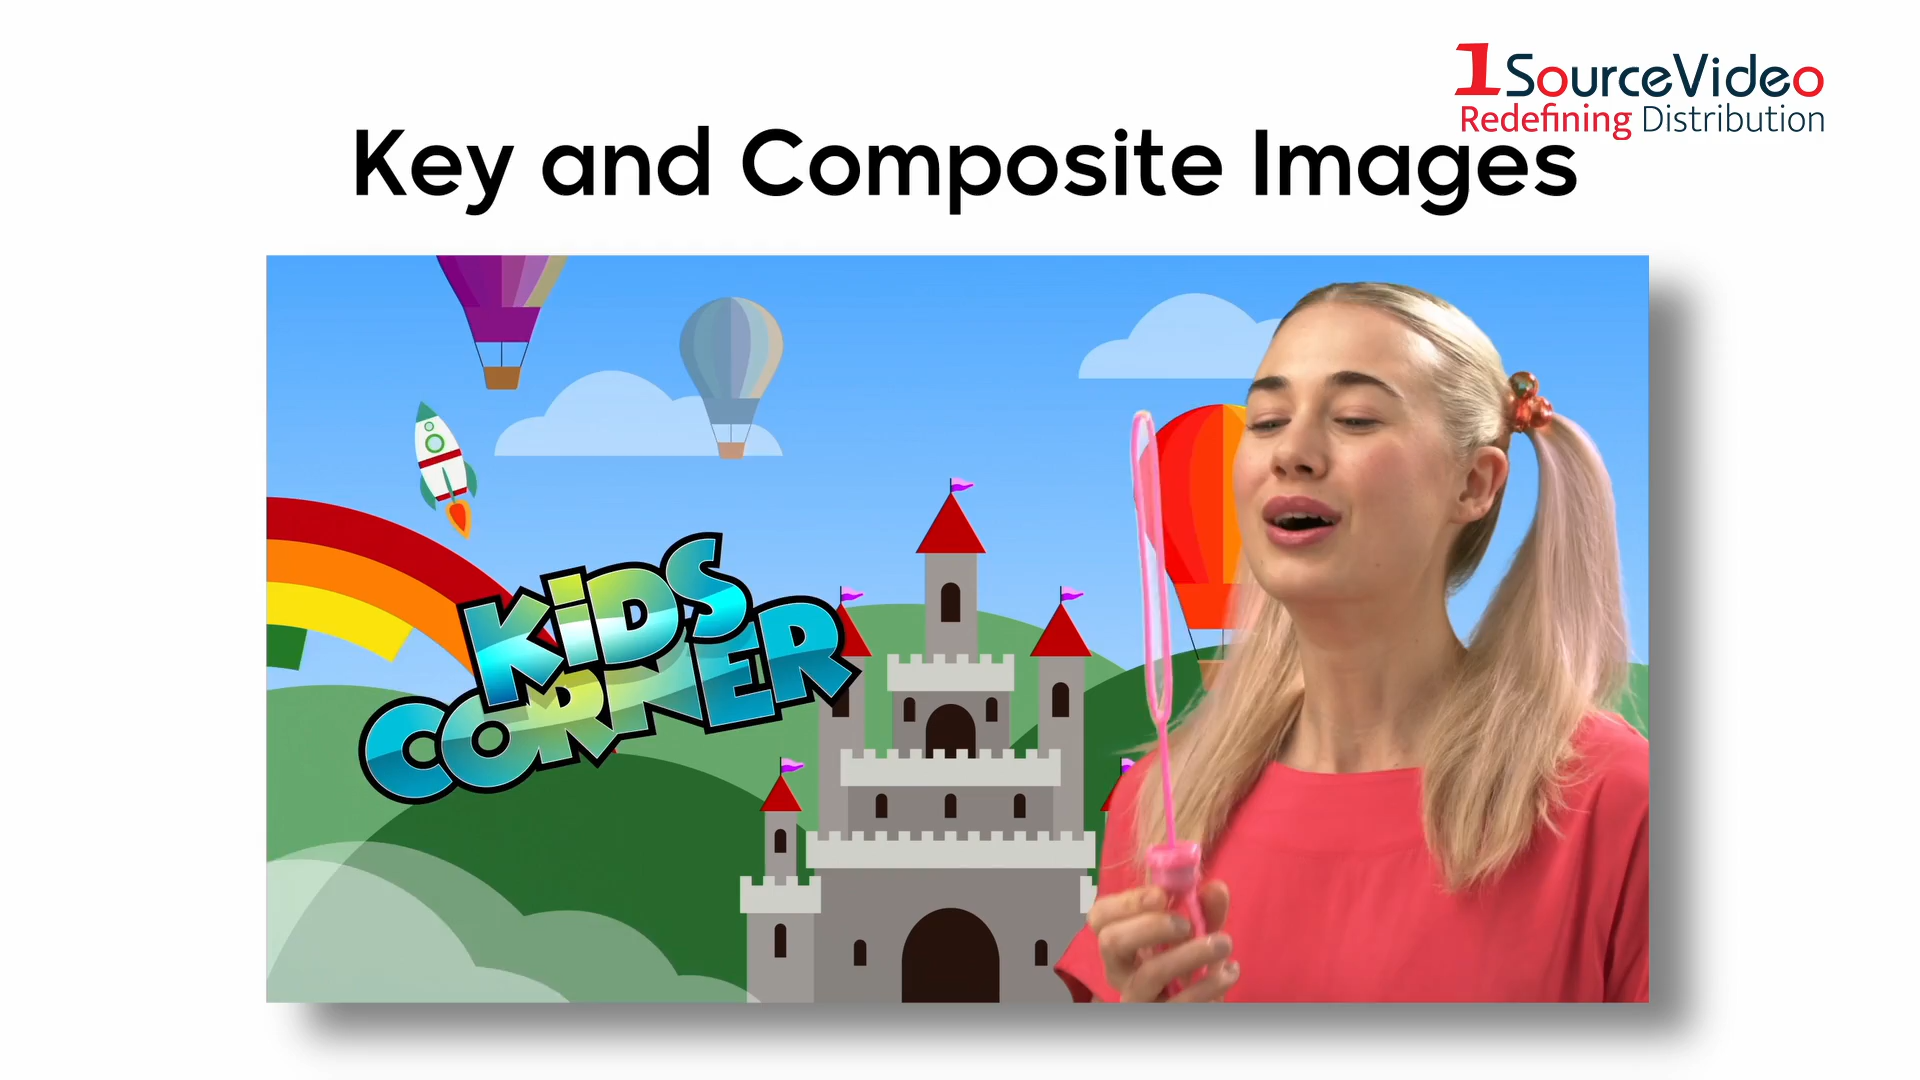 1SourceVideo
Redefining Distribution
Key and Composite Images
KiDS
CORNER